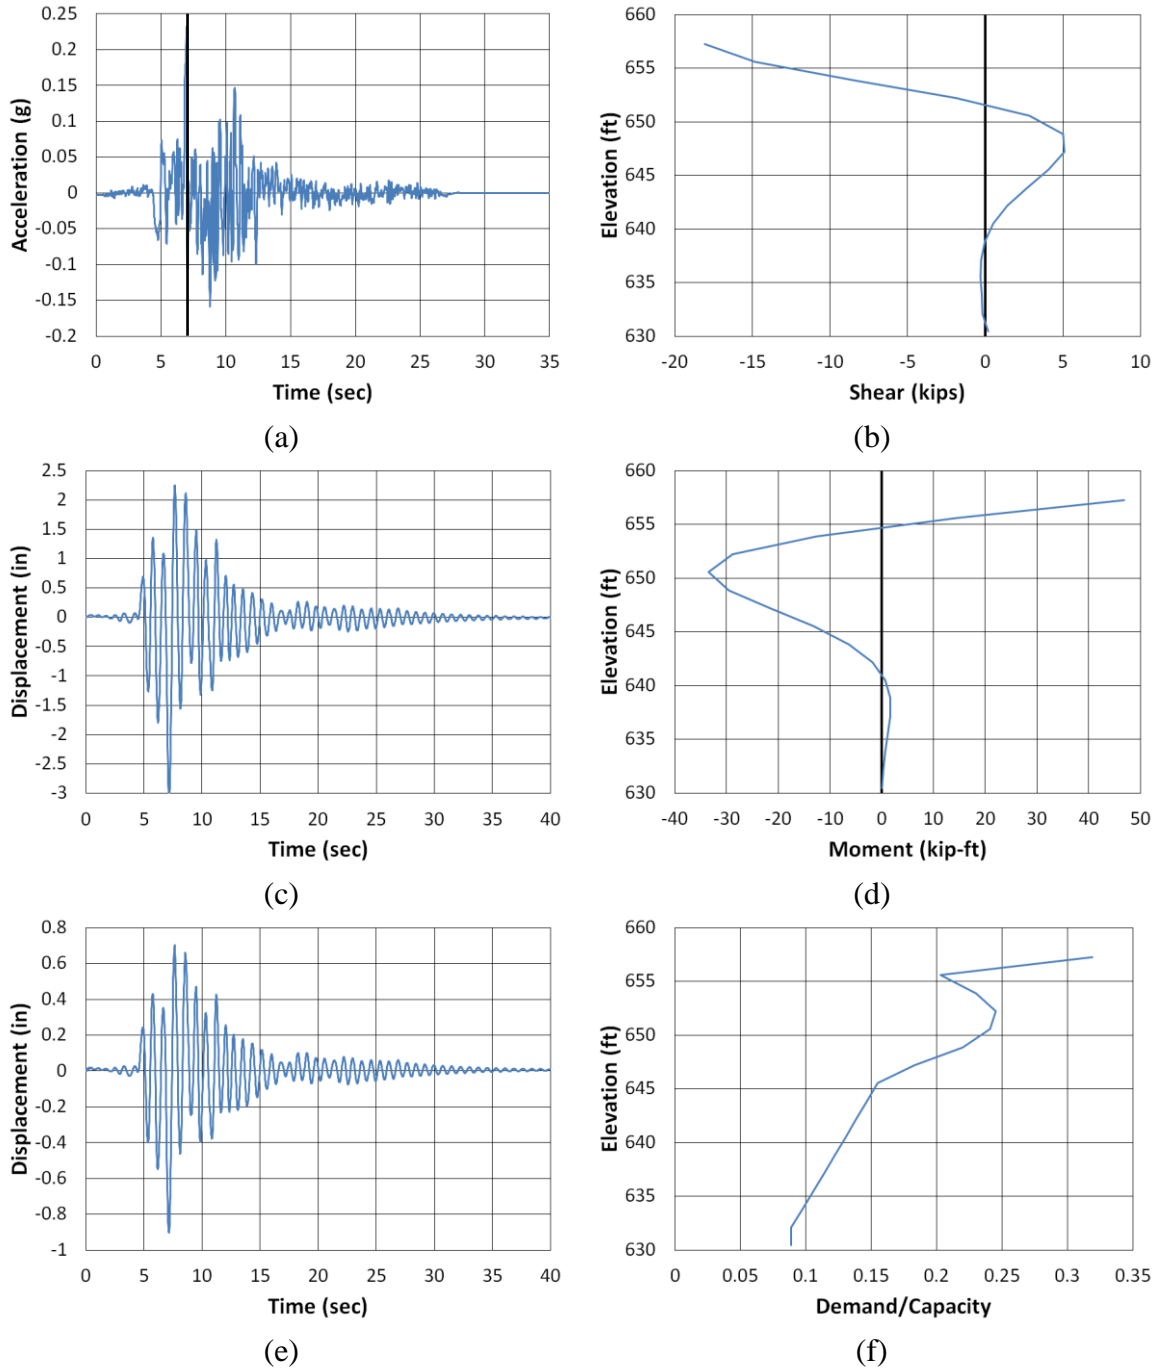 0.25
0.2
0.15
0.1
0.05
0
-0.05
-0.1
-0.15
-0.2
Acceleration (g)
0 5 10 15 20 25 30 35
Time (sec)
(a)
660
655
650
645
640
635
630
Elevation (ft)
-20 -15 -10 -5 0 5 10
Shear (kips)
(b)
2.5
2
1.5
1
0.5
0
-0.5
-1
-1.5
-2
-2.5
-3
Displacement (in)
0 5 10 15 20 25 30 35 40
Time (sec)
(c)
660
655
650
645
640
635
630
Elevation (ft)
-40 -30 -20 -10 0 10 20 30 40 50
Moment (kip-ft)
(d)
0.8
0.6
0.4
0.2
0
-0.2
-0.4
-0.6
-0.8
-1
Displacement (in)
0 5 10 15 20 25 30 35 40
Time (sec)
(e)
660
655
650
645
640
635
630
Elevation (ft)
0 0.05 0.1 0.15 0.2 0.25 0.3 0.35
Demand/Capacity
(f)